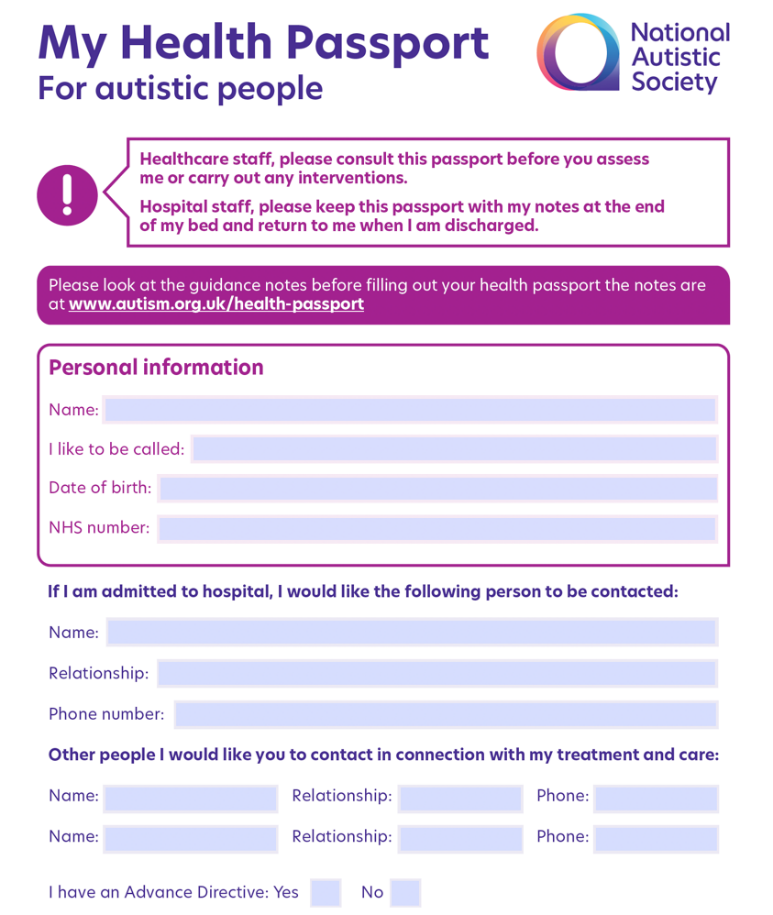 My Health Passport
For autistic people
National
Autistic
Society
!
Healthcare staff, please consult this passport before you assess
me or carry out any interventions.
Hospital staff, please keep this passport with my notes at the end
of my bed and return to me when I am discharged.
Please look at the guidance notes before filling out your health passport the notes are
at www.autism.org.uk/health-passport
Personal information
Name:
I like to be called:
Date of birth:
NHS number:
If I am admitted to hospital, I would like the following person to be contacted:
Name:
Relationship:
Phone number:
Other people I would like you to contact in connection with my treatment and care:
Name: Relationship: Phone:
Name: Relationship: Phone:
I have an Advance Directive: Yes No